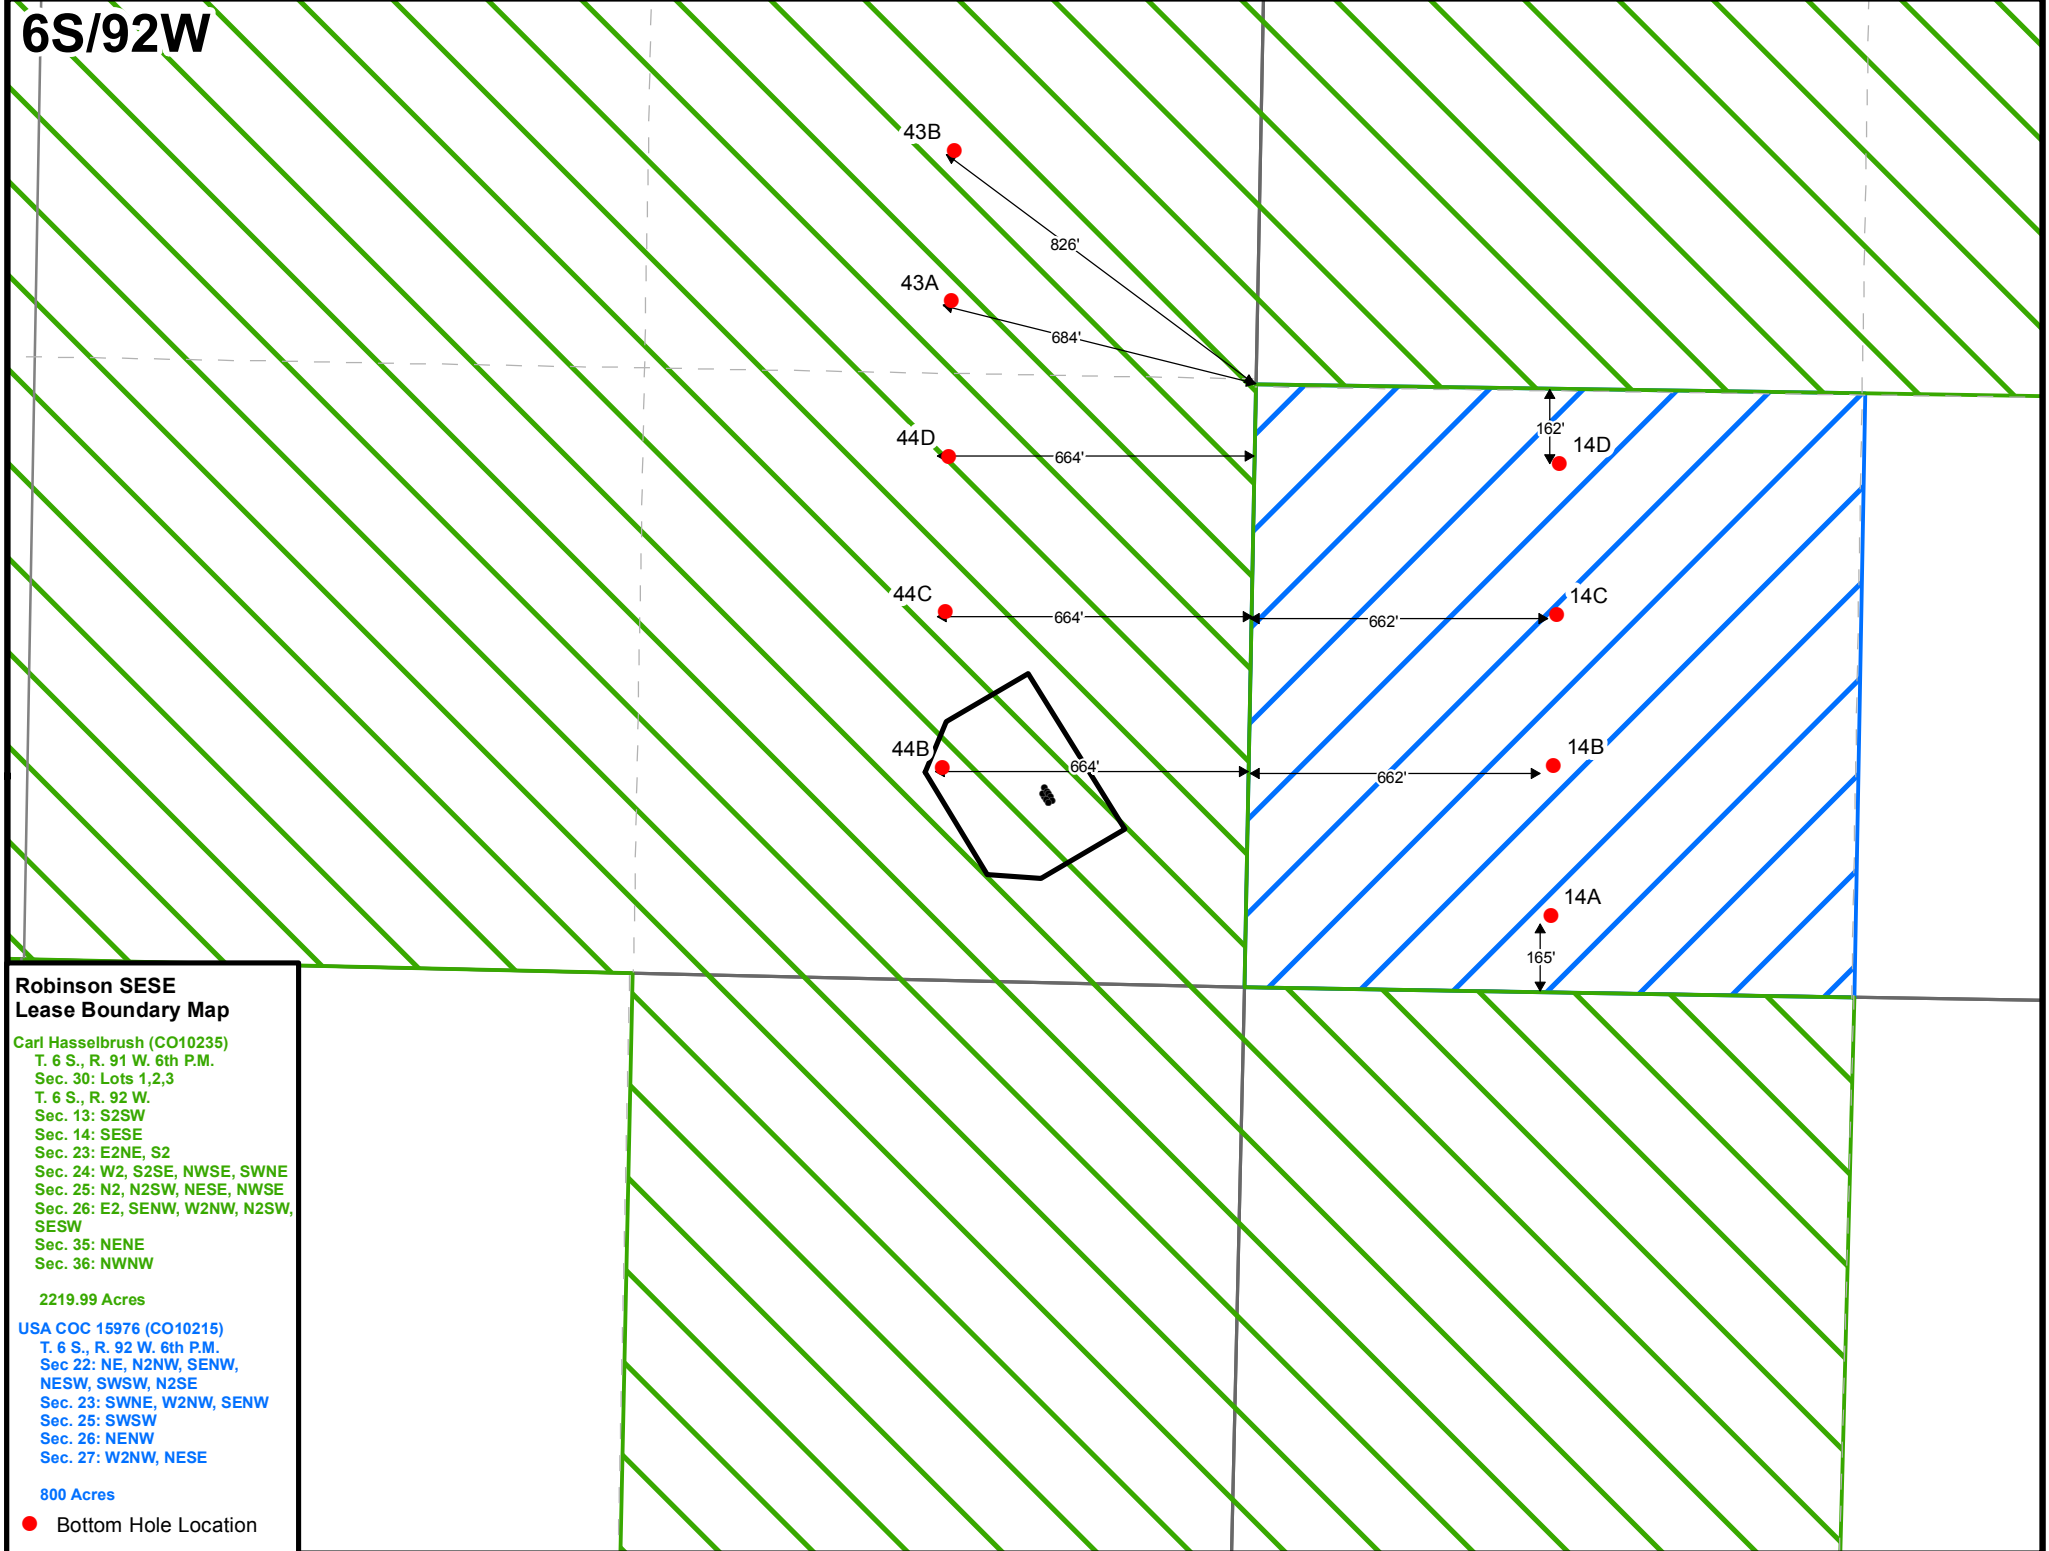 6S/92W
43B
826'
43A
684'
44D
664'
162'
14D
44C
664'
662'
14C
44B
664'
662'
14B
14A
165'
Robinson SESE
Lease Boundary Map
Carl Hasselbrush (CO10235)
T. 6 S., R. 91 W. 6th P.M.
Sec. 30: Lots 1,2,3
T. 6 S., R. 92 W.
Sec. 13: S2SW
Sec. 14: SESE
Sec. 23: E2NE, S2
Sec. 24: W2, S2SE, NWSE, SWNE
Sec. 25: N2, N2SW, NESE, NWSE
Sec. 26: E2, SENW, W2NW, N2SW,
SESW
Sec. 35: NENE
Sec. 36: NWNW
2219.99 Acres
USA COC 15976 (CO10215)
T. 6 S., R. 92 W. 6th P.M.
Sec 22: NE, N2NW, SENW,
NESW, SWSW, N2SE
Sec. 23: SWNE, W2NW, SENW
Sec. 25: SWSW
Sec. 26: NENW
Sec. 27: W2NW, NESE
800 Acres
Bottom Hole Location